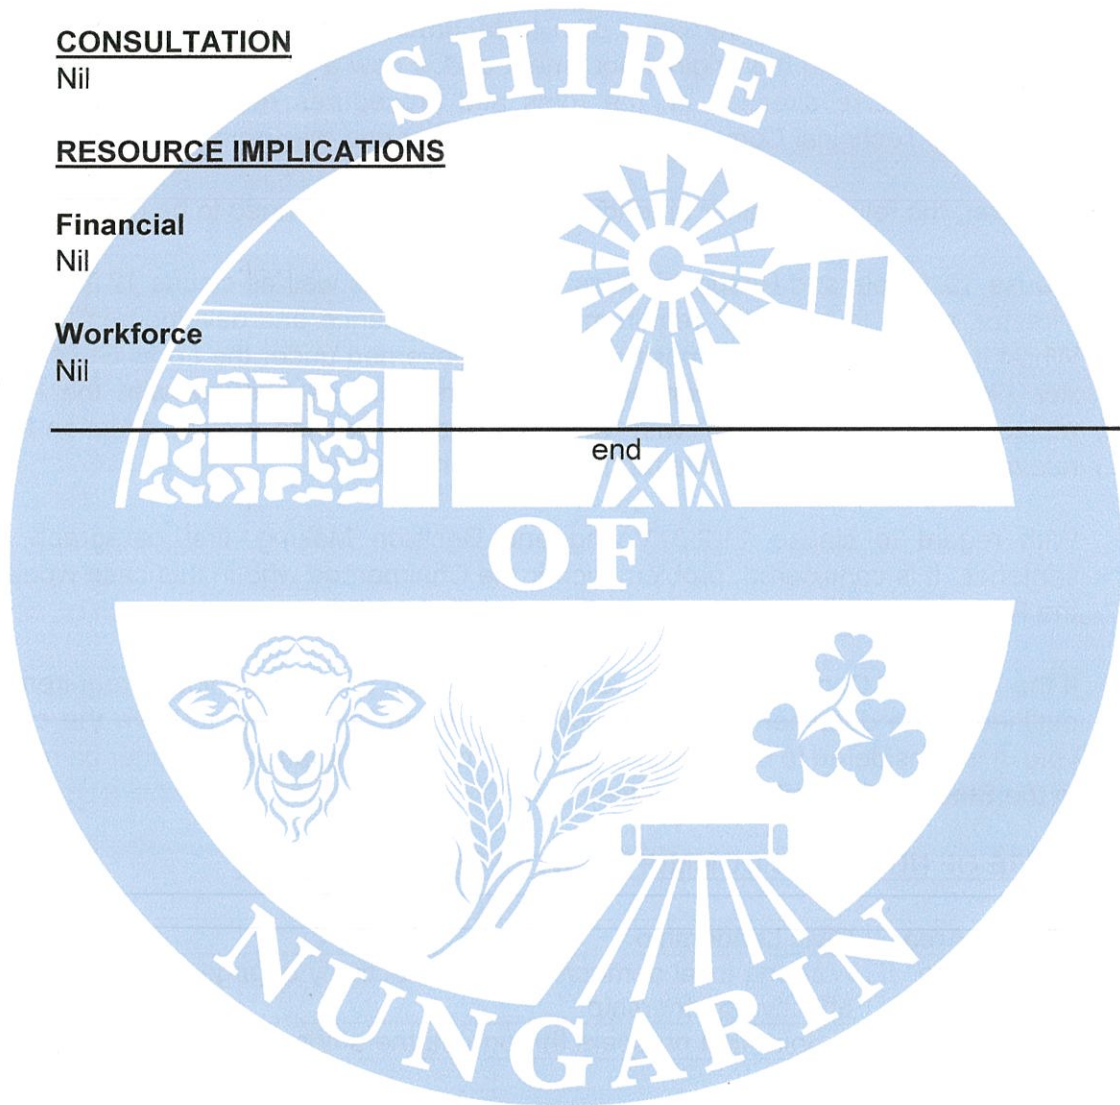 CONSULTATION
Nil
RESOURCE IMPLICATIONS
Financial
Nil
Workforce
Nil
end
SHIRE
OF
NUNGARIN